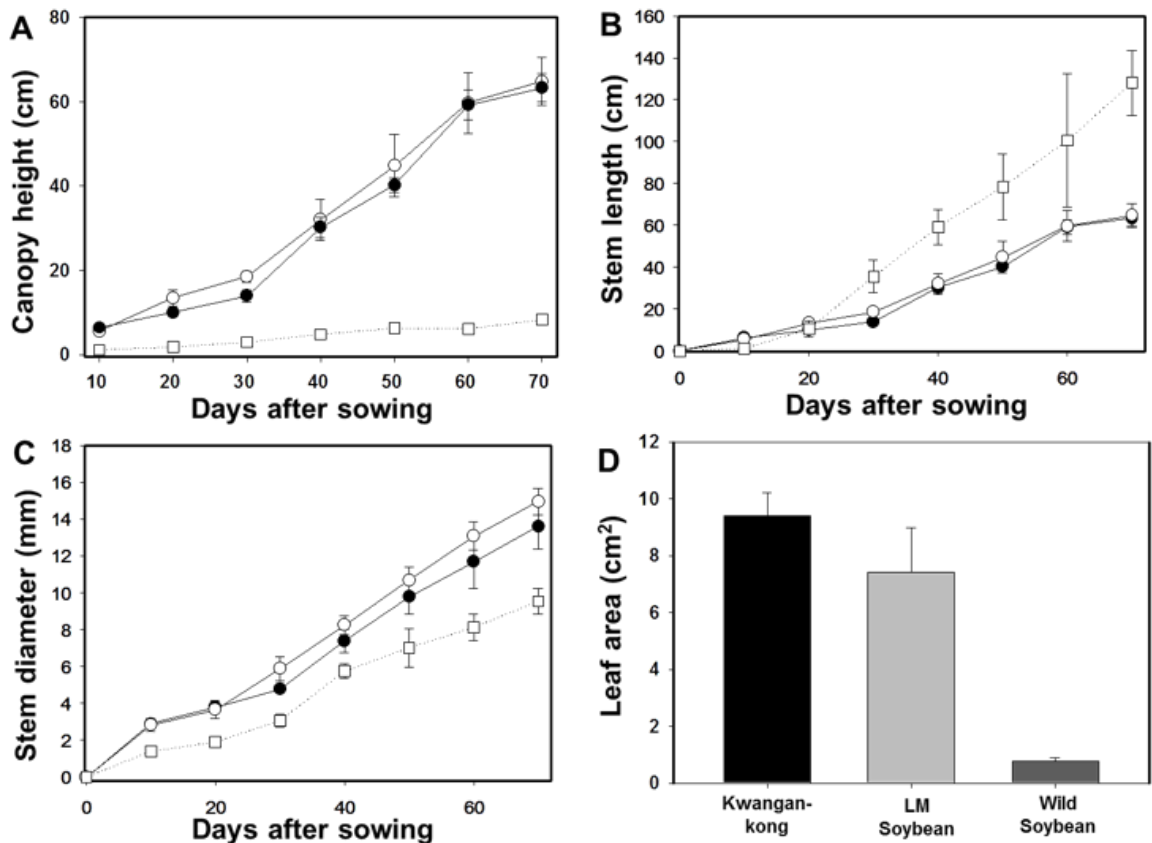 A
Canopy height (cm)
80
60
40
20
0
10 20 30 40 50 60 70
Days after sowing
B
Stem length (cm)
160
140
120
100
80
60
40
20
0
0 20 40 60
Days after sowing
C
Stem diameter (mm)
18
16
14
12
10
8
6
4
2
0
0 20 40 60
Days after sowing
D
Leaf area (cm²)
12
10
8
6
4
2
0
Kwangan-
kong
LM
Soybean
Wild
Soybean